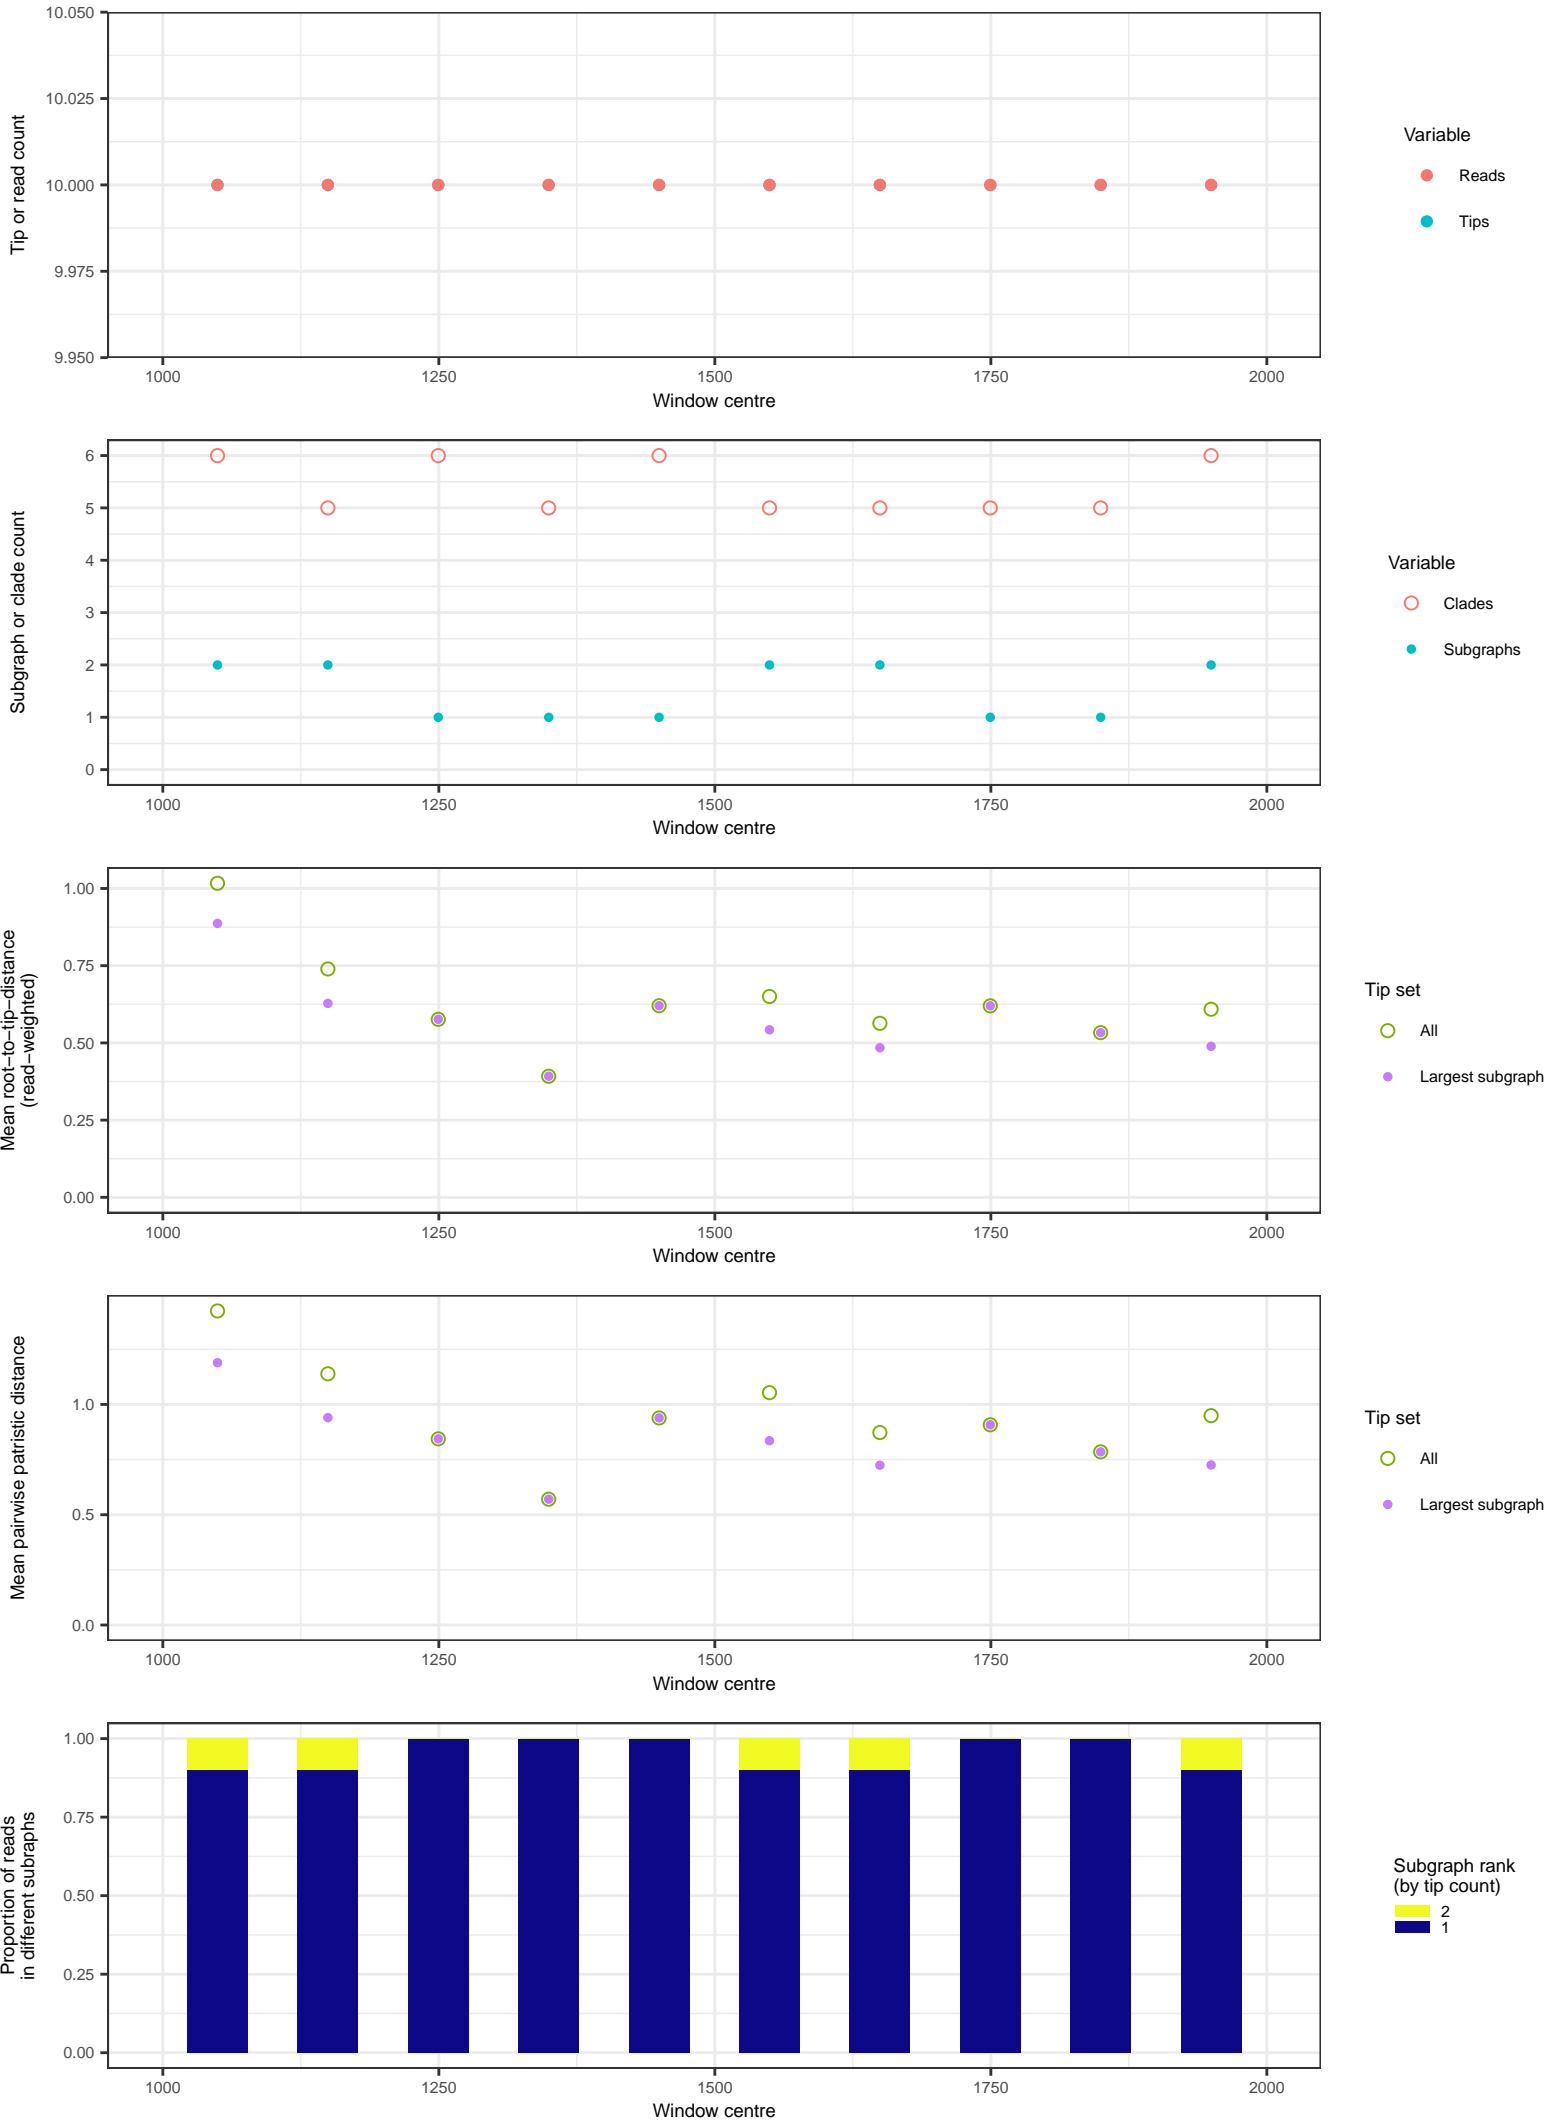 10.050
10.025
10.000
9.975
9.950
Tip or read count
1000 1250 1500 1750 2000
Window centre
Variable
Reads
Tips
6
5
4
3
2
1
0
Subgraph or clade count
1000 1250 1500 1750 2000
Window centre
Variable
Clades
Subgraphs
1.00
0.75
0.50
0.25
0.00
Mean root−to−tip−distance
(read−weighted)
1000 1250 1500 1750 2000
Window centre
Tip set
All
Largest subgraph
1.0
0.5
0.0
Mean pairwise patristic distance
1000 1250 1500 1750 2000
Window centre
Tip set
All
Largest subgraph
1.00
0.75
0.50
0.25
0.00
Proportion of reads
in different subraphs
1000 1250 1500 1750 2000
Window centre
Subgraph rank
(by tip count)
2
1